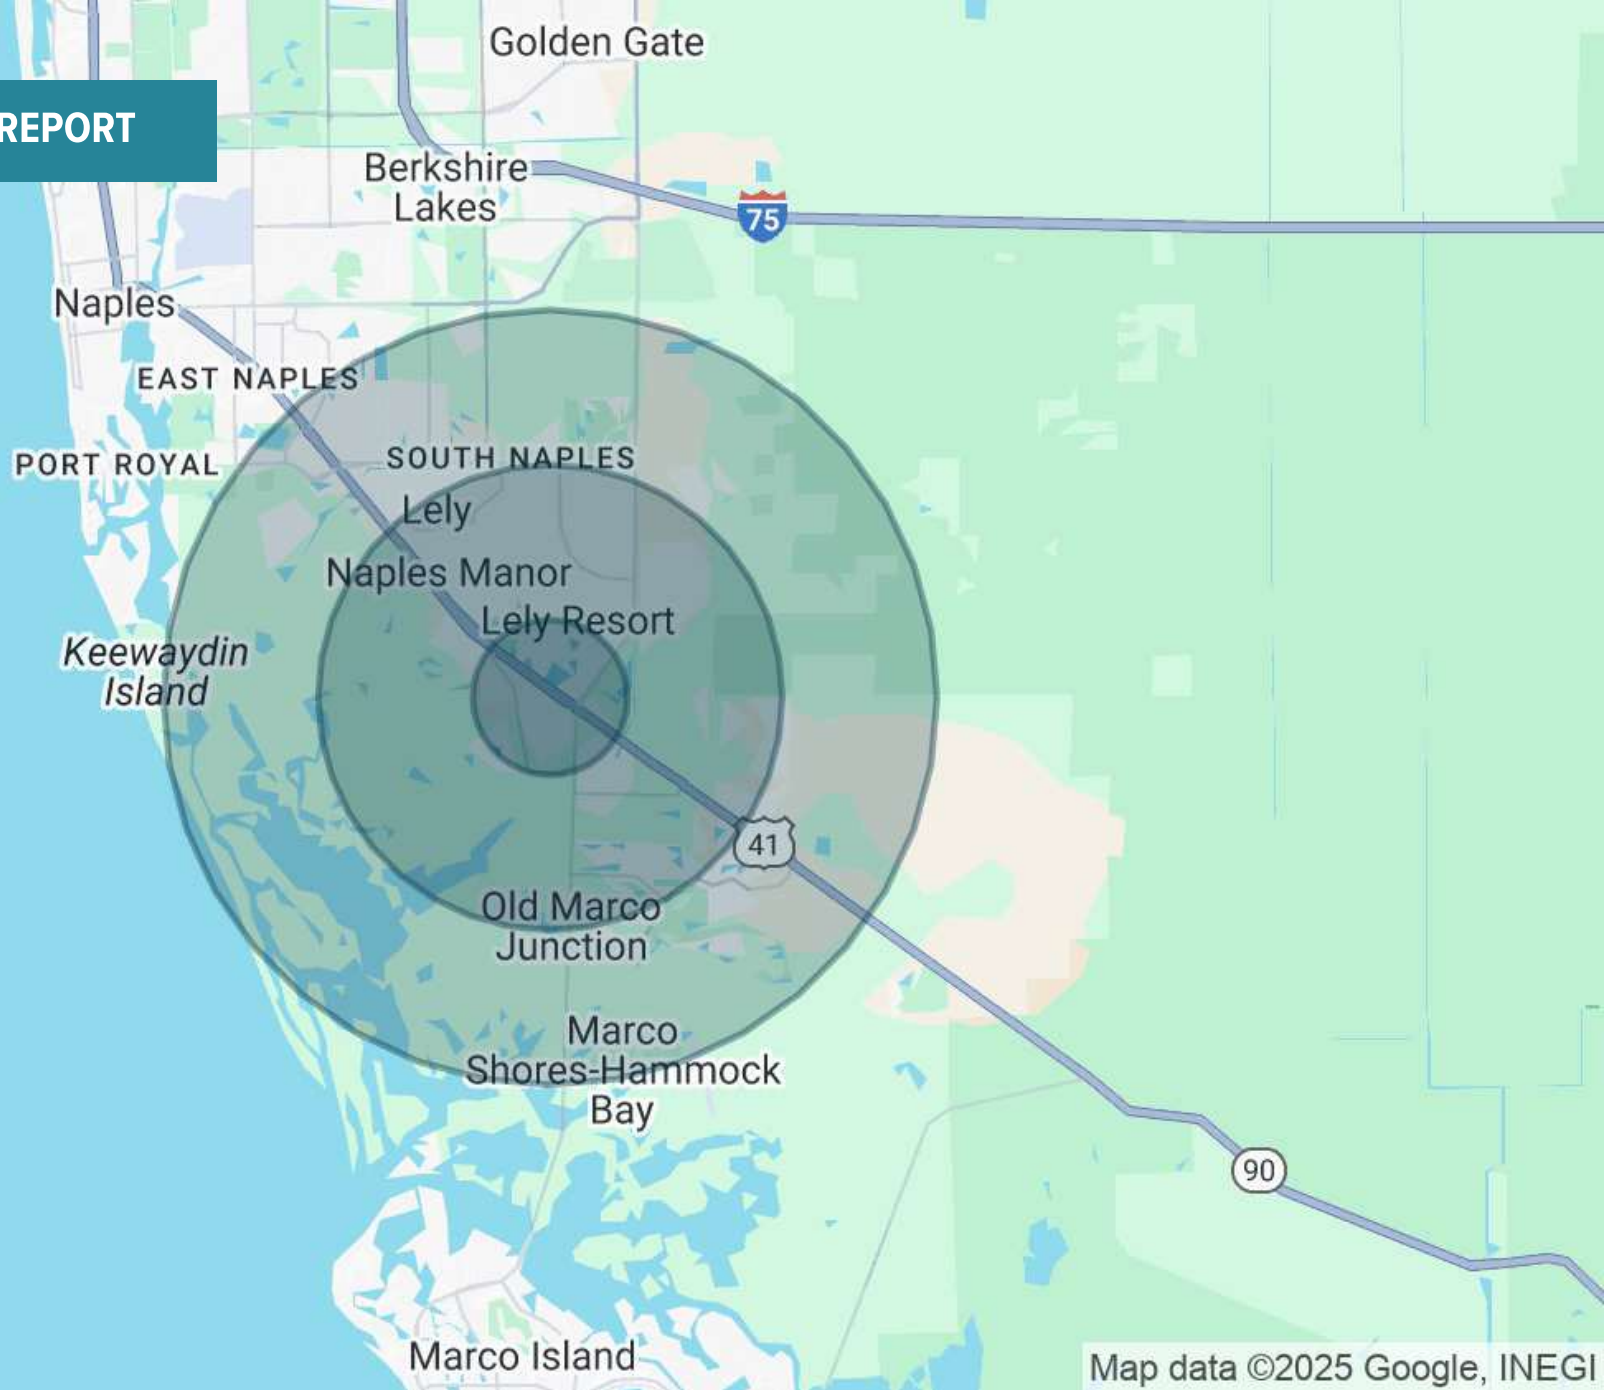 Golden Gate
REPORT
Berkshire
Lakes
75
Naples
EAST NAPLES
PORT ROYAL
SOUTH NAPLES
Lely
Naples Manor
Lely Resort
Keewaydin
Island
41
Old Marco
Junction
Marco
Shores-Hammock
Bay
90
Marco Island
Map data ©2025 Google, INEGI